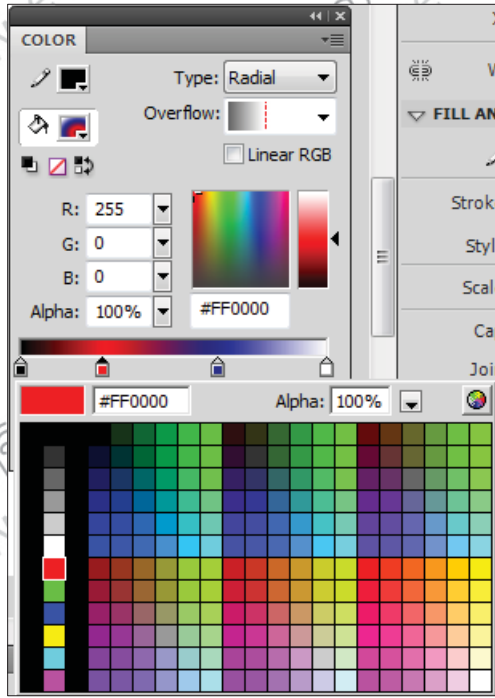 COLOR
Type: Radial
Overflow:
Linear RGB
R: 255
G: 0
B: 0
Alpha: 100%
#FF0000
FILL AN
Strok
Styl
Scal
Ca
Joi
#FF0000
Alpha: 100%